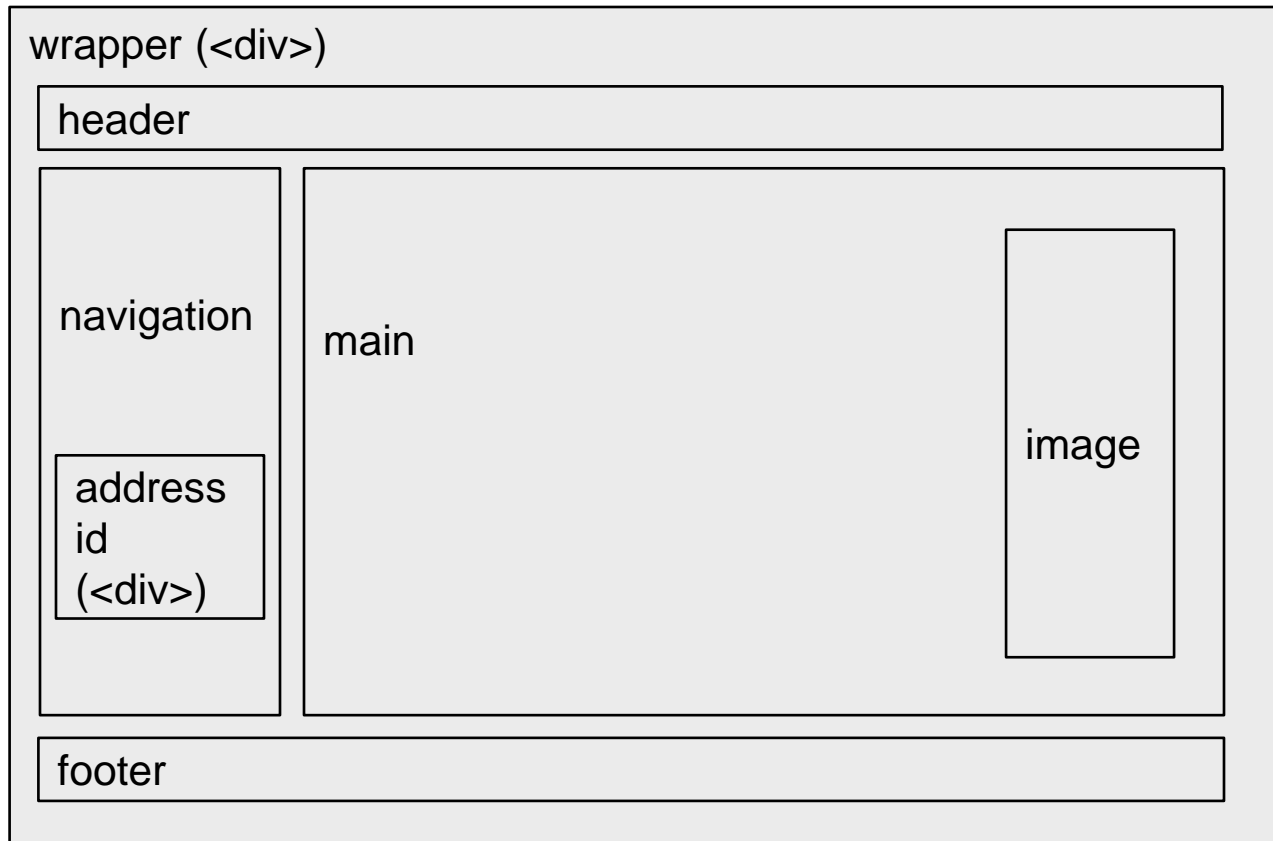 wrapper (<div>)
header
navigation
address
id
(<div>)
main
image
footer